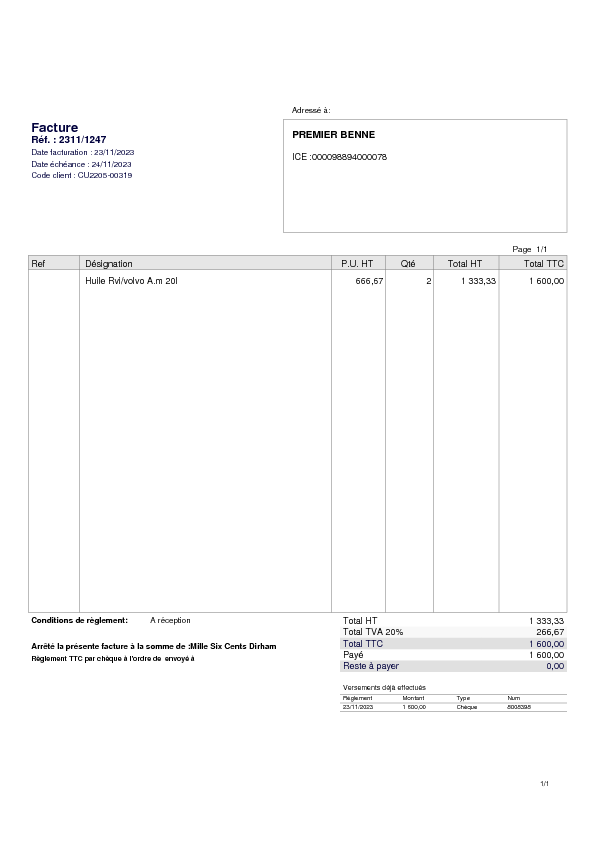 Adressé à:
Facture
Réf. : 2311/1247
Date facturation : 23/11/2023
Date échéance : 24/11/2023
Code client : CU2205-00319
PREMIER BENNE
ICE :000098894000078
Page 1/1
Ref Désignation P.U. HT Qté Total HT Total TTC
Huile Rvi/volvo A.m 20l 666,67 2 1 333,33 1 600,00
Conditions de règlement: A réception
Total HT 1 333,33
Total TVA 20% 266,67
Arrêté la présente facture à la somme de :Mille Six Cents Dirham
Total TTC 1 600,00
Règlement TTC par chèque à l'ordre de envoyé à
Payé 1 600,00
Reste à payer 0,00
Versements déjà effectués
Règlement Montant Type Num
23/11/2023 1 600,00 Chèque 8008398
1/1